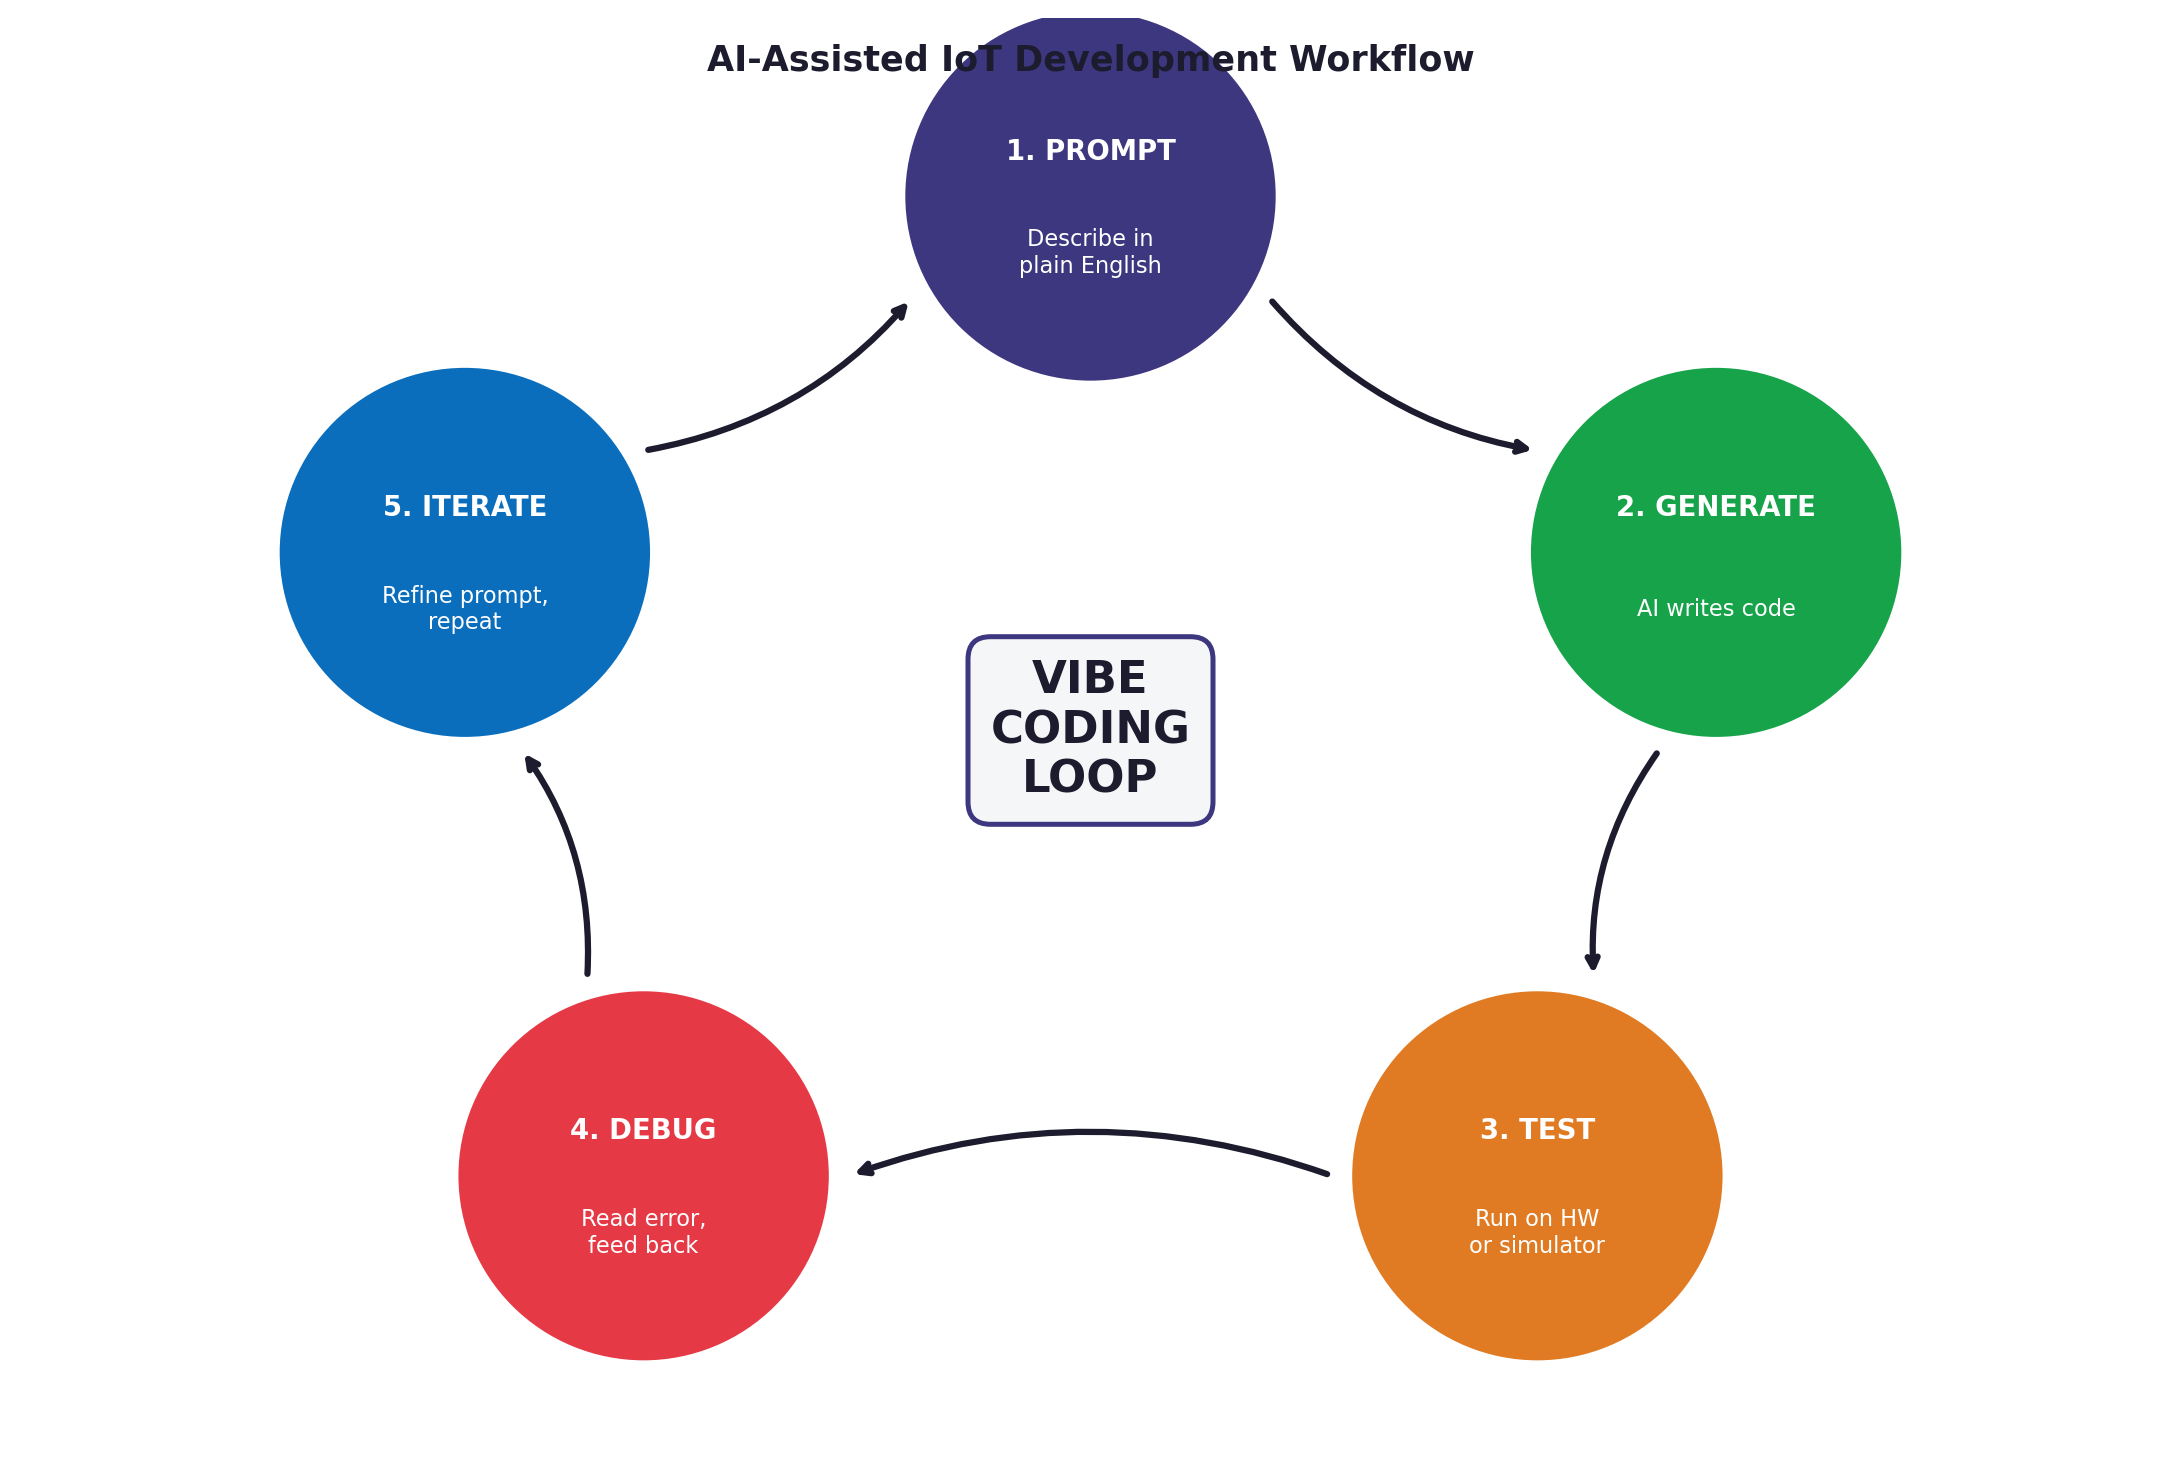 AI-Assisted IoT Development Workflow
1. PROMPT
Describe in
plain English
2. GENERATE
AI writes code
3. TEST
Run on HW
or simulator
4. DEBUG
Read error,
feed back
5. ITERATE
Refine prompt,
repeat
VIBE
CODING
LOOP